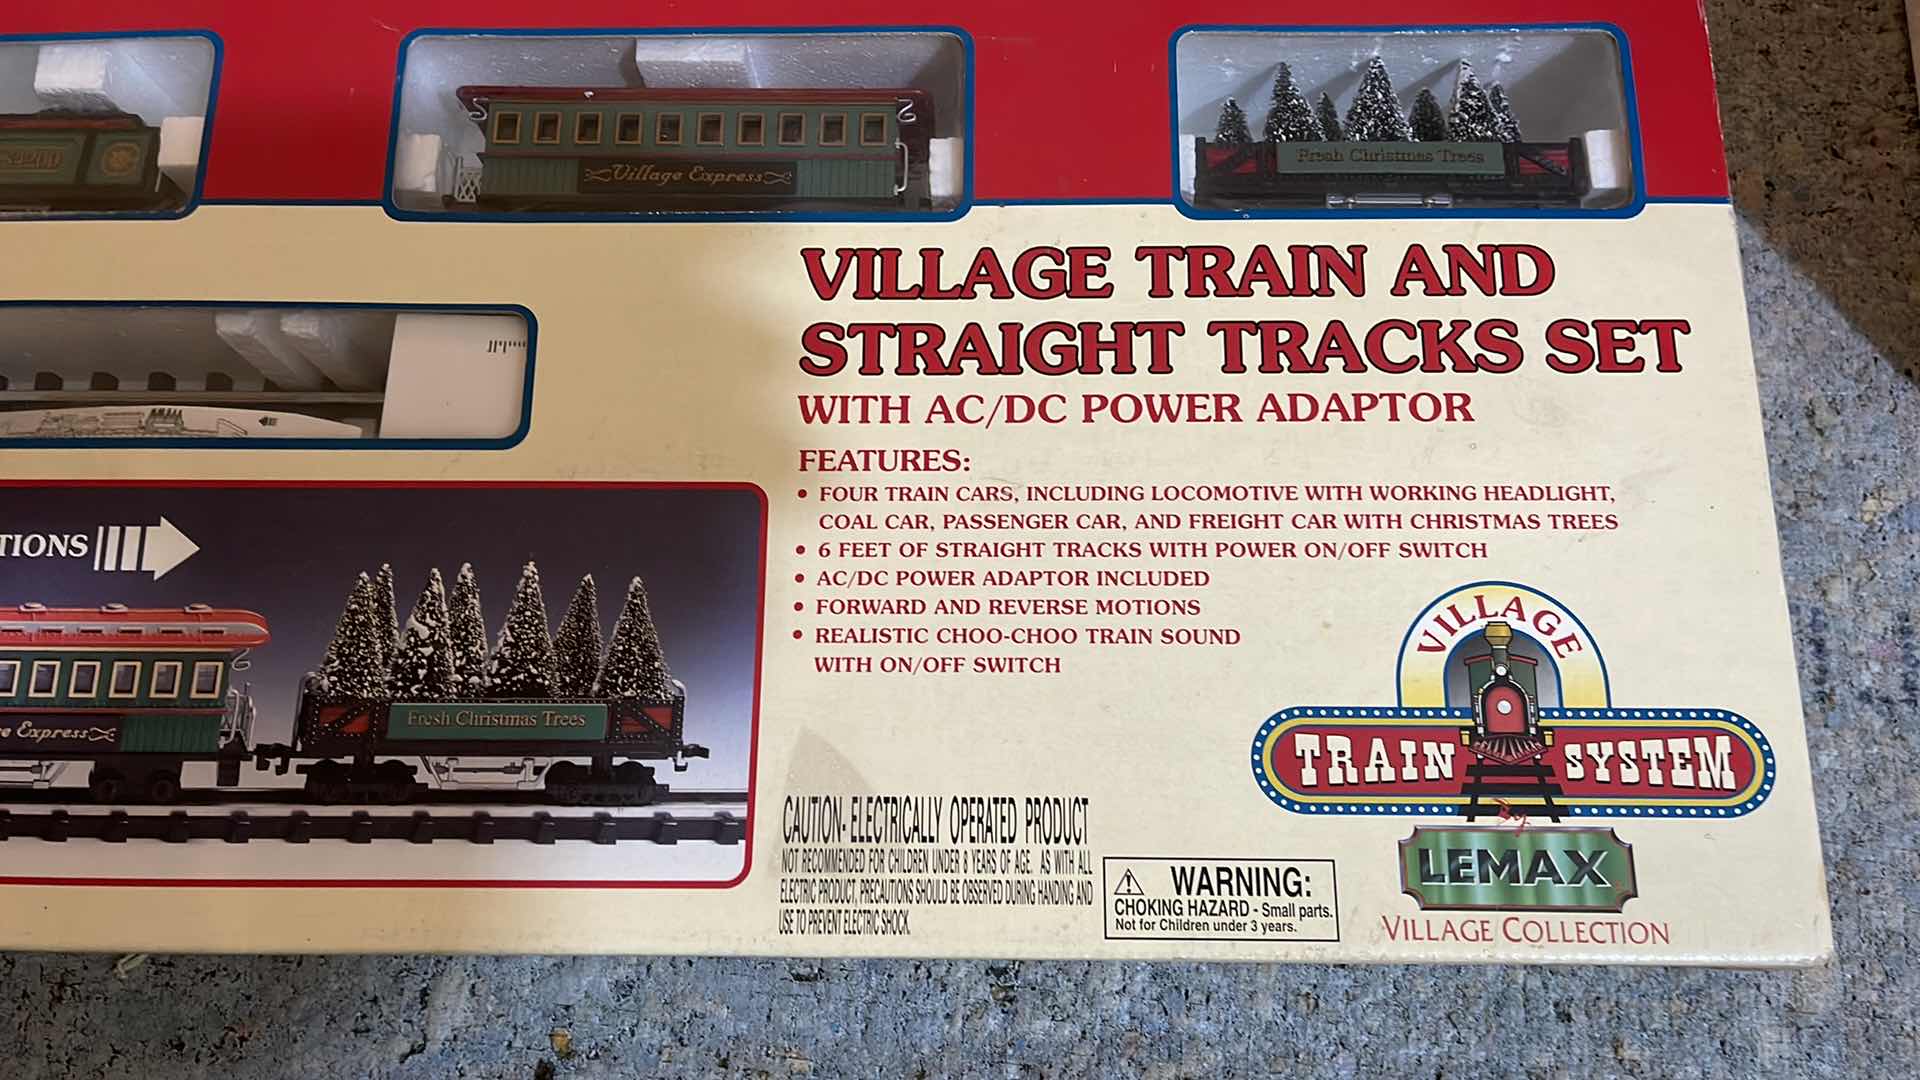 Village Express
Fresh Christmas Trees
VILLAGE TRAIN AND
STRAIGHT TRACKS SET
WITH AC/DC POWER ADAPTOR
FEATURES:
• FOUR TRAIN CARS, INCLUDING LOCOMOTIVE WITH WORKING HEADLIGHT,
COAL CAR, PASSENGER CAR, AND FREIGHT CAR WITH CHRISTMAS TREES
• 6 FEET OF STRAIGHT TRACKS WITH POWER ON/OFF SWITCH
• AC/DC POWER ADAPTOR INCLUDED
• FORWARD AND REVERSE MOTIONS
• REALISTIC CHOO-CHOO TRAIN SOUND
WITH ON/OFF SWITCH
TIONS
Express
Fresh Christmas Trees
CAUTION- ELECTRICALLY OPERATED PRODUCT
NOT RECOMMENDED FOR CHILDREN UNDER 8 YEARS OF AGE. AS WITH ALL
ELECTRIC PRODUCT, PRECAUTIONS SHOULD BE OBSERVED DURING HANDING AND
USE TO PREVENT ELECTRIC SHOCK.
WARNING:
CHOKING HAZARD - Small parts.
Not for Children under 3 years.
VILLAGE
TRAIN SYSTEM
By
LEMAX
VILLAGE COLLECTION